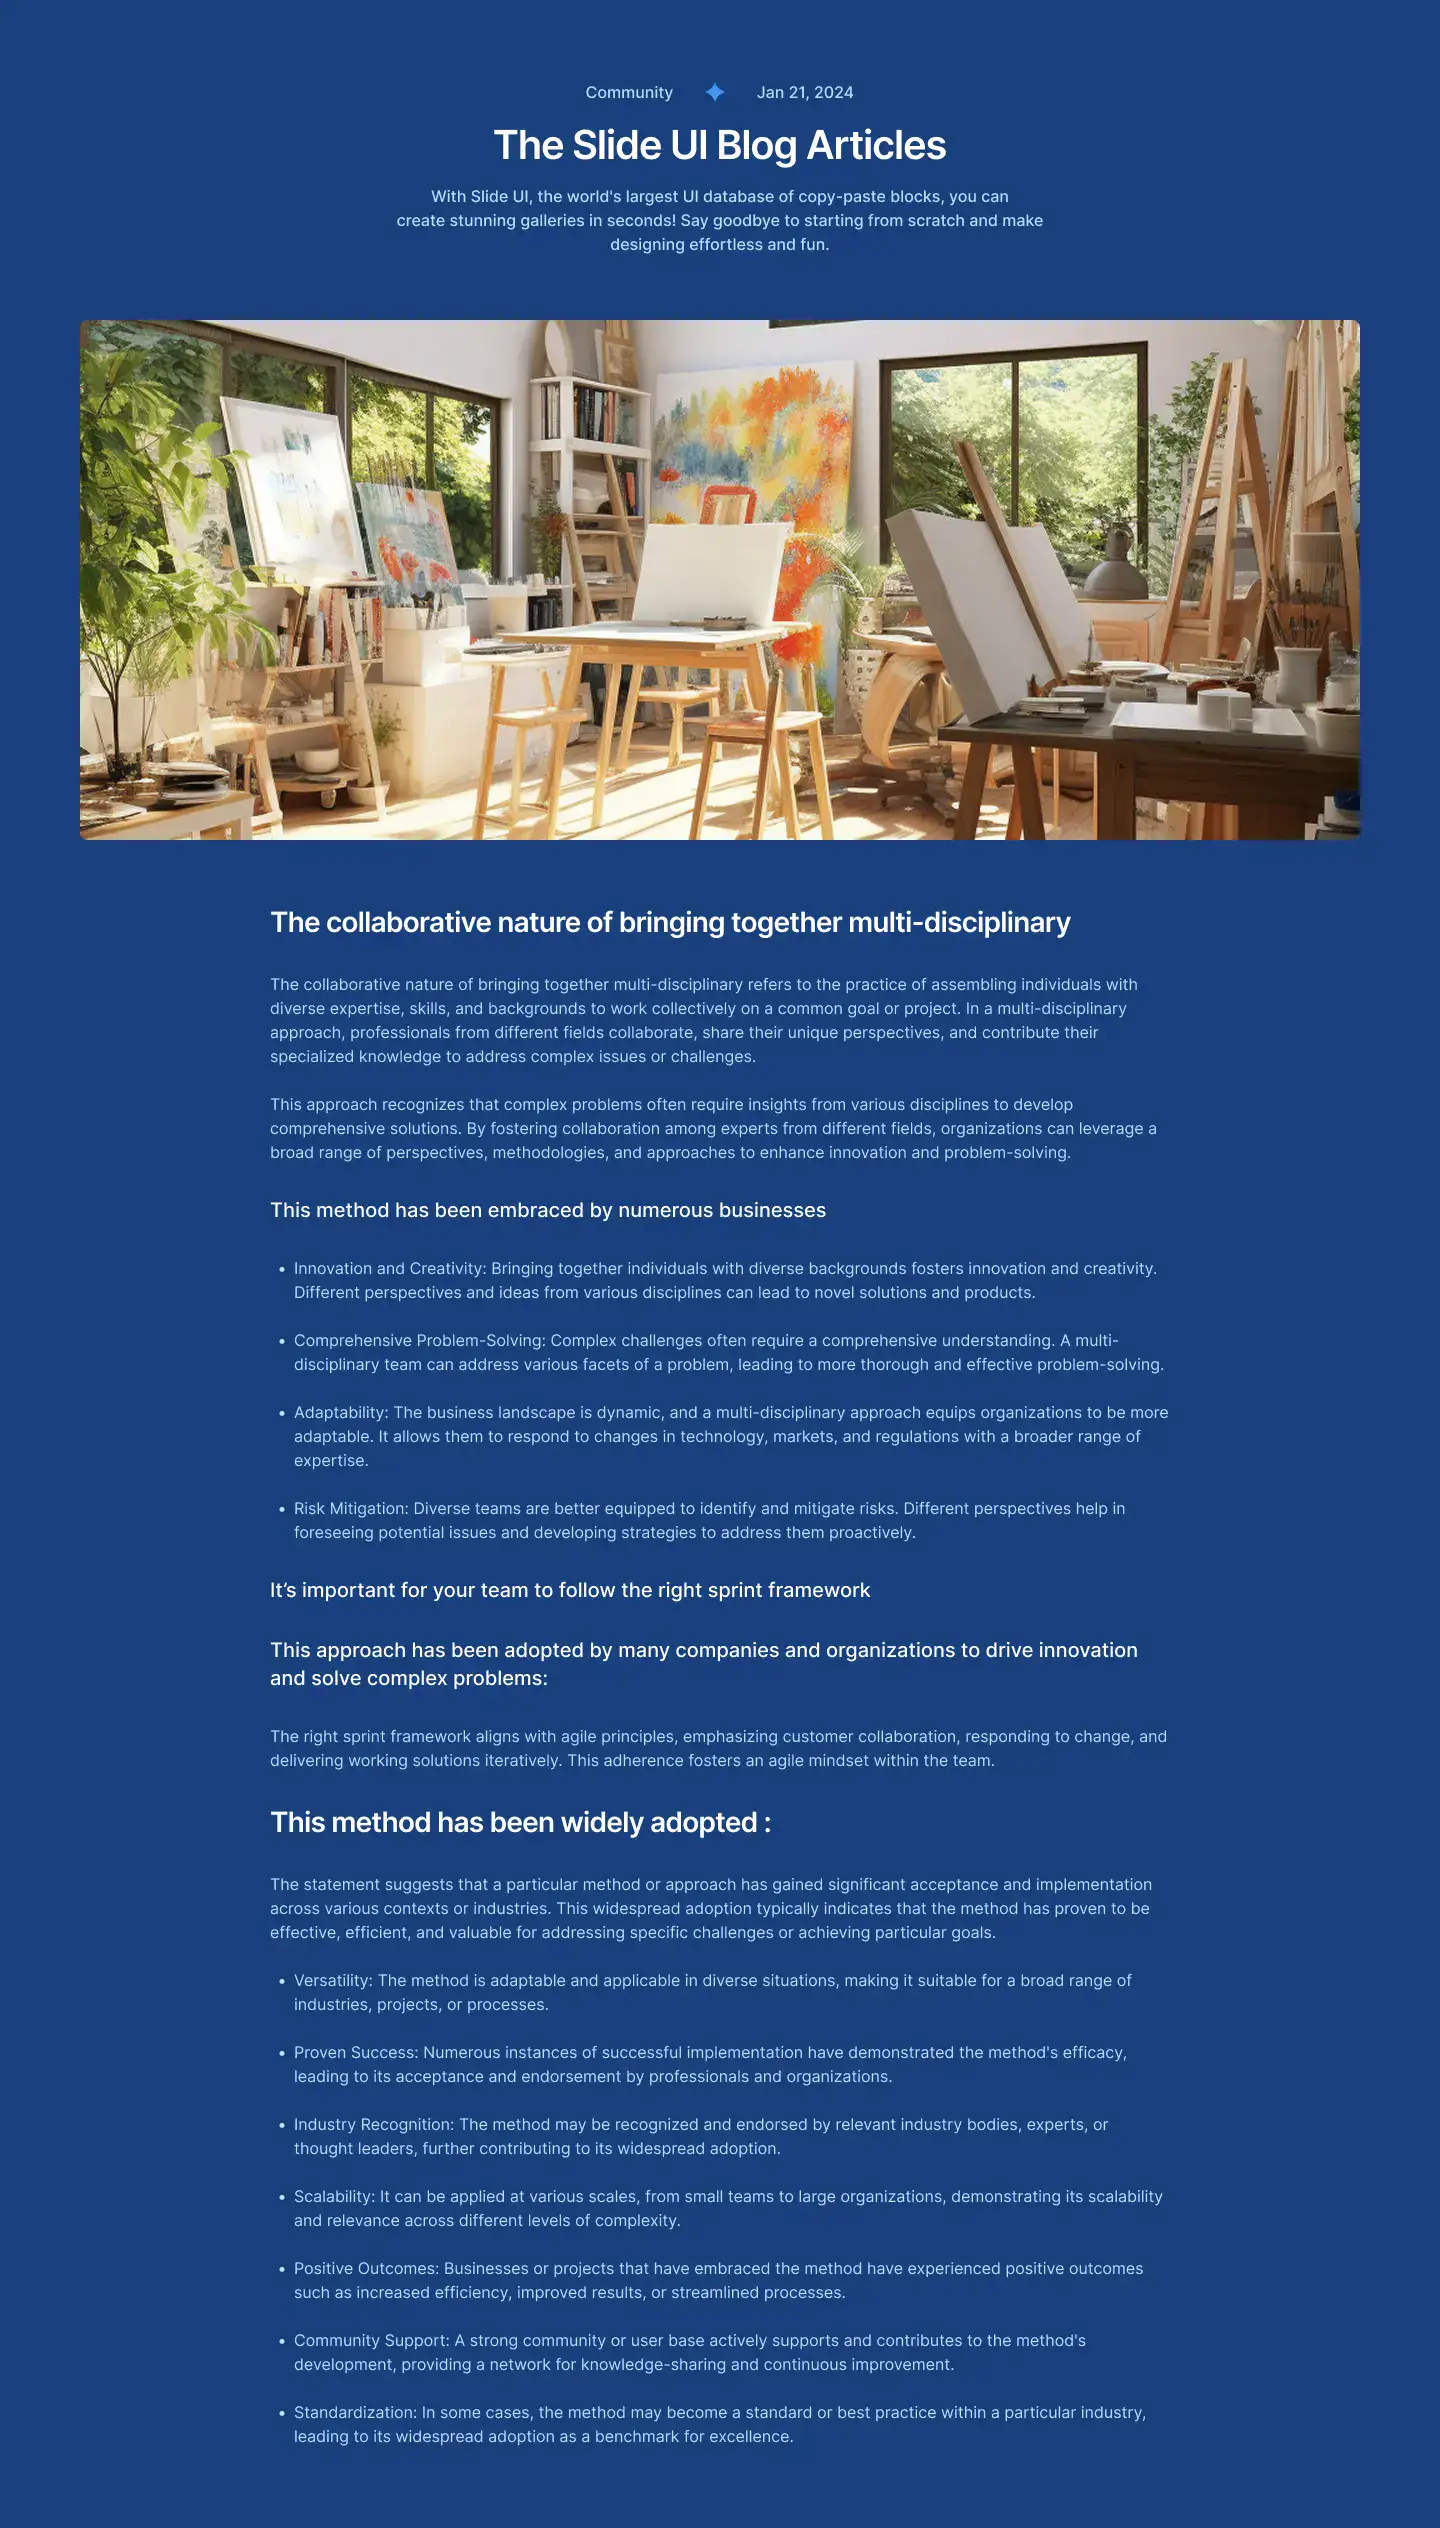 Community
Jan 21, 2024
The Slide UI Blog Articles
With Slide UI, the world's largest UI database of copy-paste blocks, you can
create stunning galleries in seconds! Say goodbye to starting from scratch and make
designing effortless and fun.
The collaborative nature of bringing together multi-disciplinary
The collaborative nature of bringing together multi-disciplinary refers to the practice of assembling individuals with
diverse expertise, skills, and backgrounds to work collectively on a common goal or project. In a multi-disciplinary
approach, professionals from different fields collaborate, share their unique perspectives, and contribute their
specialized knowledge to address complex issues or challenges.
This approach recognizes that complex problems often require insights from various disciplines to develop
comprehensive solutions. By fostering collaboration among experts from different fields, organizations can leverage a
broad range of perspectives, methodologies, and approaches to enhance innovation and problem-solving.
This method has been embraced by numerous businesses
• Innovation and Creativity: Bringing together individuals with diverse backgrounds fosters innovation and creativity.
Different perspectives and ideas from various disciplines can lead to novel solutions and products.
• Comprehensive Problem-Solving: Complex challenges often require a comprehensive understanding. A multi-
disciplinary team can address various facets of a problem, leading to more thorough and effective problem-solving.
• Adaptability: The business landscape is dynamic, and a multi-disciplinary approach equips organizations to be more
adaptable. It allows them to respond to changes in technology, markets, and regulations with a broader range of
expertise.
• Risk Mitigation: Diverse teams are better equipped to identify and mitigate risks. Different perspectives help in
foreseeing potential issues and developing strategies to address them proactively.
It’s important for your team to follow the right sprint framework
This approach has been adopted by many companies and organizations to drive innovation
and solve complex problems:
The right sprint framework aligns with agile principles, emphasizing customer collaboration, responding to change, and
delivering working solutions iteratively. This adherence fosters an agile mindset within the team.
This method has been widely adopted :
The statement suggests that a particular method or approach has gained significant acceptance and implementation
across various contexts or industries. This widespread adoption typically indicates that the method has proven to be
effective, efficient, and valuable for addressing specific challenges or achieving particular goals.
• Versatility: The method is adaptable and applicable in diverse situations, making it suitable for a broad range of
industries, projects, or processes.
• Proven Success: Numerous instances of successful implementation have demonstrated the method's efficacy,
leading to its acceptance and endorsement by professionals and organizations.
• Industry Recognition: The method may be recognized and endorsed by relevant industry bodies, experts, or
thought leaders, further contributing to its widespread adoption.
• Scalability: It can be applied at various scales, from small teams to large organizations, demonstrating its scalability
and relevance across different levels of complexity.
• Positive Outcomes: Businesses or projects that have embraced the method have experienced positive outcomes
such as increased efficiency, improved results, or streamlined processes.
• Community Support: A strong community or user base actively supports and contributes to the method's
development, providing a network for knowledge-sharing and continuous improvement.
• Standardization: In some cases, the method may become a standard or best practice within a particular industry,
leading to its widespread adoption as a benchmark for excellence.